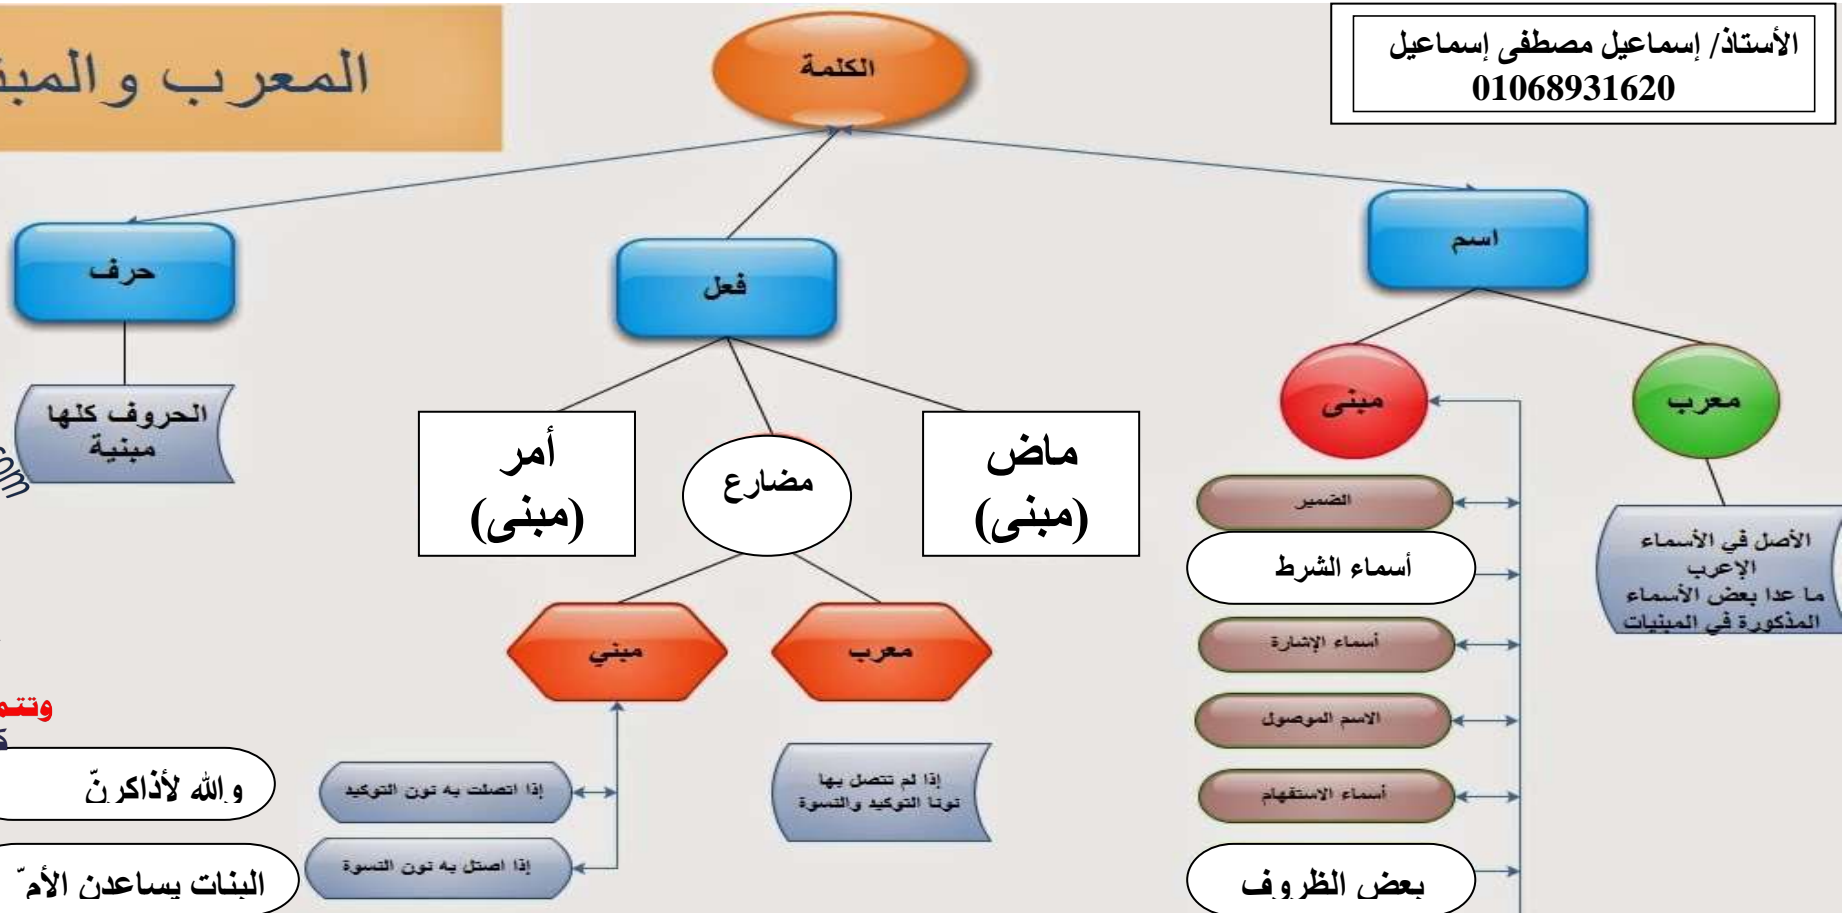 الأستاذ/ إسماعيل مصطفى إسماعيل
01068931620
المعرب و
الكلمة
اسم
فعل
حرف
معرب
مبنى
الأصل في الأسماء
الإعرب
ما عدا بعض الأسماء
المذكورة في المبنيات
الضمير
أسماء الشرط
أسماء الإشارة
الاسم الموصول
أسماء الاستفهام
بعض الظروف
ماض
(مبنى)
مضارع
أمر
(مبنى)
معرب
مبني
إذا لم تتصل بها
نونا التوكيد والنسوة
إذا اتصلت به نون التوكيد
إذا اصتل به نون النسوة
الحروف كلها
مبنية
com
والله لأذاكرنّ
البنات يساعدن الأمّ